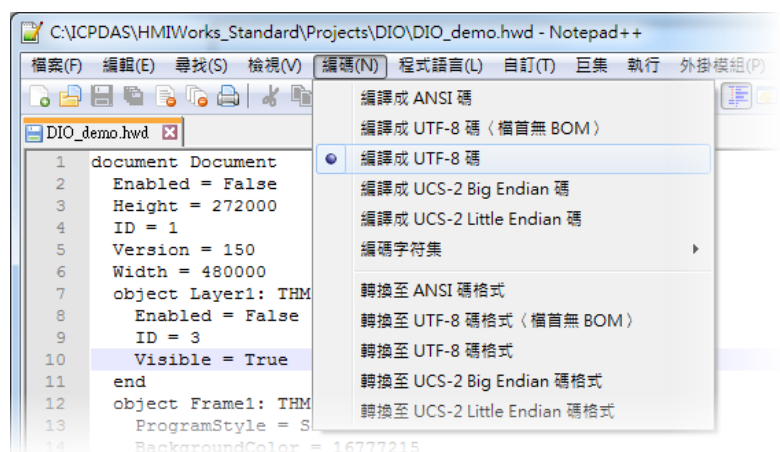 C:\ICPDAS\HMIWorks_Standard\Projects\DIO\DIO_demo.hwd - Notepad++
檔案(F) 編輯(E) 尋找(S) 檢視(V) 編碼(N) 程式語言(L) 自訂(T) 巨集 執行 外掛模組(P)
DIO_demo.hwd
編譯成 ANSI 碼
編譯成 UTF-8 碼〈檔首無 BOM〉
編譯成 UTF-8 碼
編譯成 UCS-2 Big Endian 碼
編譯成 UCS-2 Little Endian 碼
編碼字符集
轉換至 ANSI 碼格式
轉換至 UTF-8 碼格式〈檔首無 BOM〉
轉換至 UTF-8 碼格式
轉換至 UCS-2 Big Endian 碼格式
轉換至 UCS-2 Little Endian 碼格式
1 document Document
2 Enabled = False
3 Height = 272000
4 ID = 1
5 Version = 150
6 Width = 480000
7 object Layer1: THM
8 Enabled = False
9 ID = 3
10 Visible = True
11 end
12 object Frame1: THM
13 ProgramStyle = S
14 BackgroundColor = 16777215